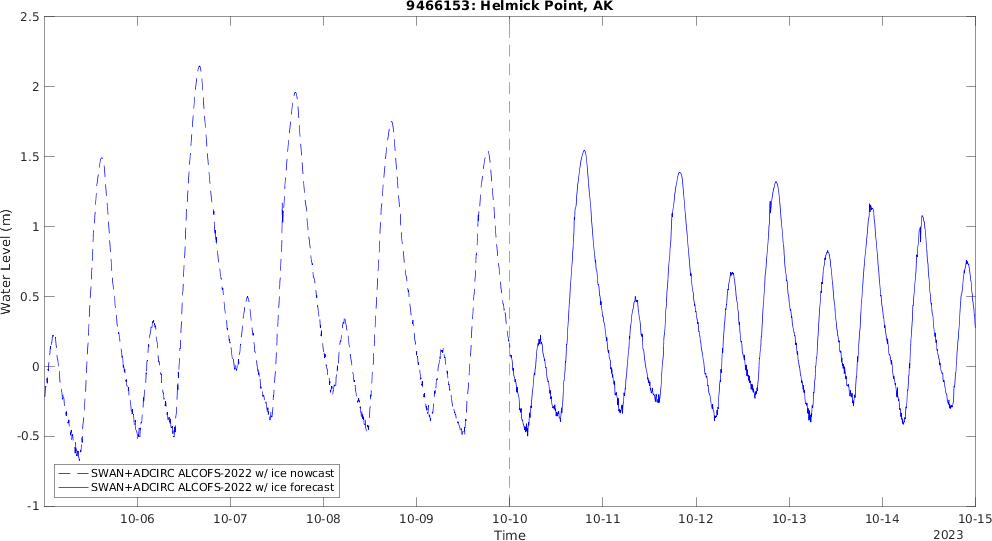 9466153: Helmick Point, AK
2.5
2
1.5
1
0.5
0
-0.5
-1
Water Level (m)
SWAN+ADCIRC ALCOFS-2022 w/ ice nowcast
SWAN+ADCIRC ALCOFS-2022 w/ ice forecast
10-06 10-07 10-08 10-09 10-10 10-11 10-12 10-13 10-14 10-15
Time
2023